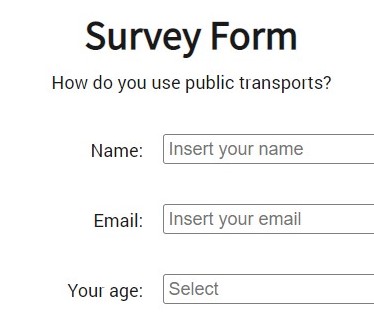 Survey Form
How do you use public transports?
Name: Insert your name
Email: Insert your email
Your age: Select